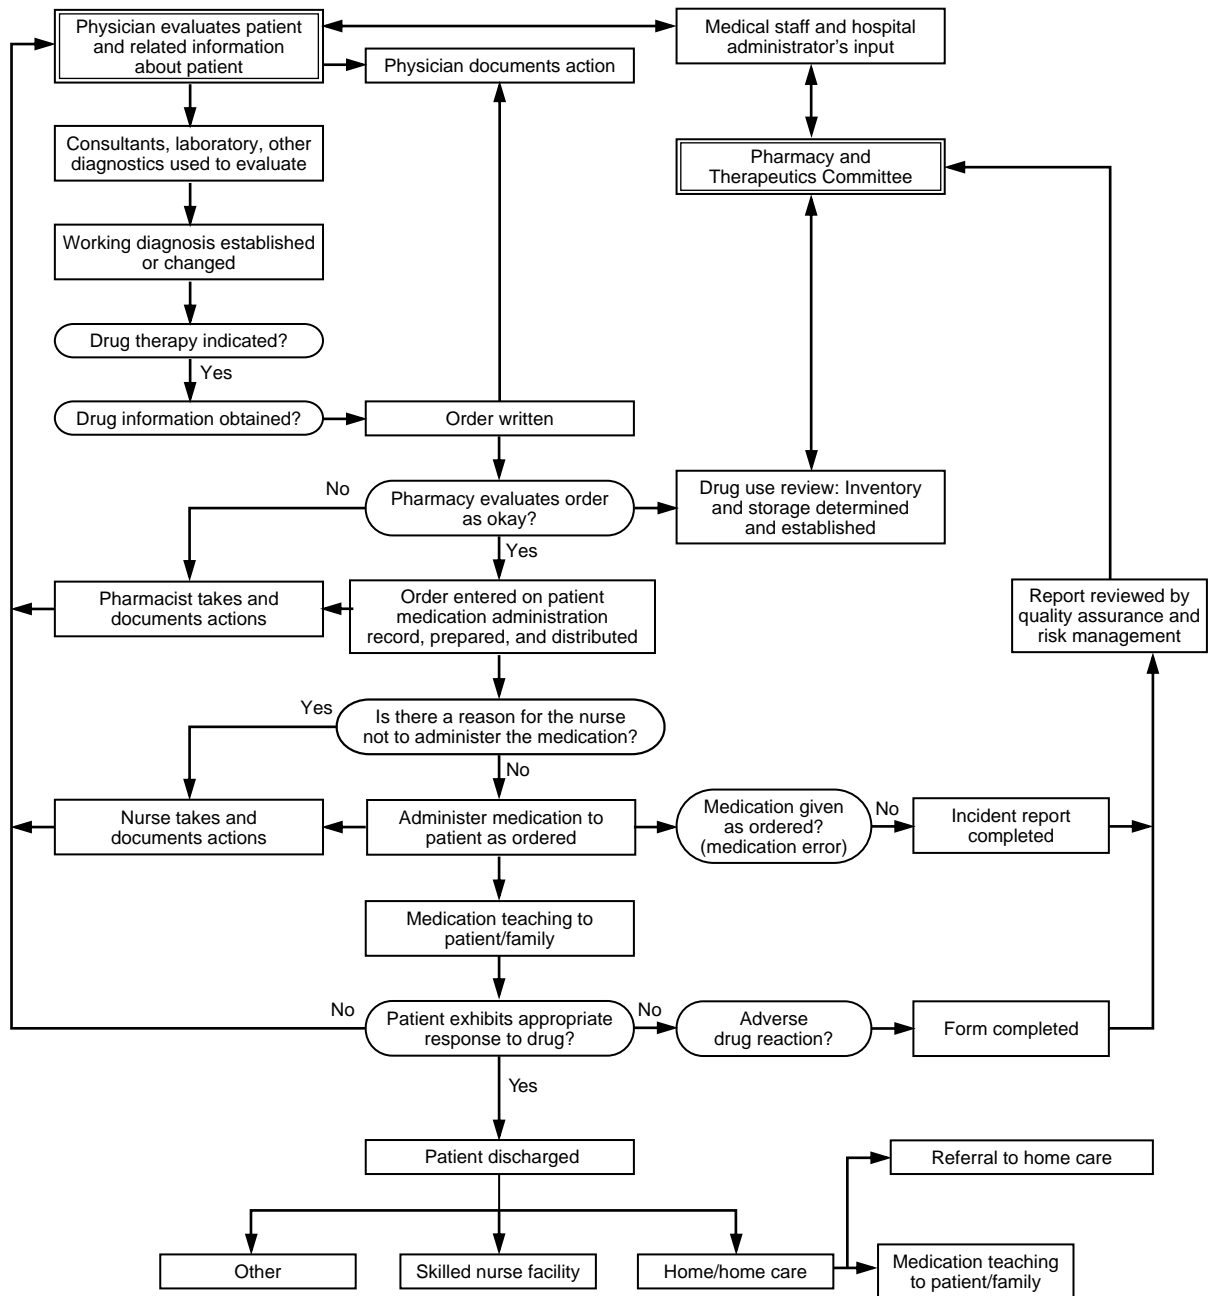 Physician evaluates patient
and related information
about patient
Medical staff and hospital
administrator’s input
Physician documents action
Consultants, laboratory, other
diagnostics used to evaluate
Pharmacy and
Therapeutics Committee
Working diagnosis established
or changed
Drug therapy indicated?
Yes
Drug information obtained?
Order written
No
Pharmacy evaluates order
as okay?
Drug use review: Inventory
and storage determined
and established
Yes
Pharmacist takes and
documents actions
Order entered on patient
medication administration
record, prepared, and distributed
Report reviewed by
quality assurance and
risk management
Yes
Is there a reason for the nurse
not to administer the medication?
No
Nurse takes and
documents actions
Administer medication to
patient as ordered
Medication given
as ordered?
(medication error)
No
Incident report
completed
Medication teaching to
patient/family
No
Patient exhibits appropriate
response to drug?
No
Adverse
drug reaction?
Form completed
Yes
Patient discharged
Referral to home care
Other
Skilled nurse facility
Home/home care
Medication teaching
to patient/family